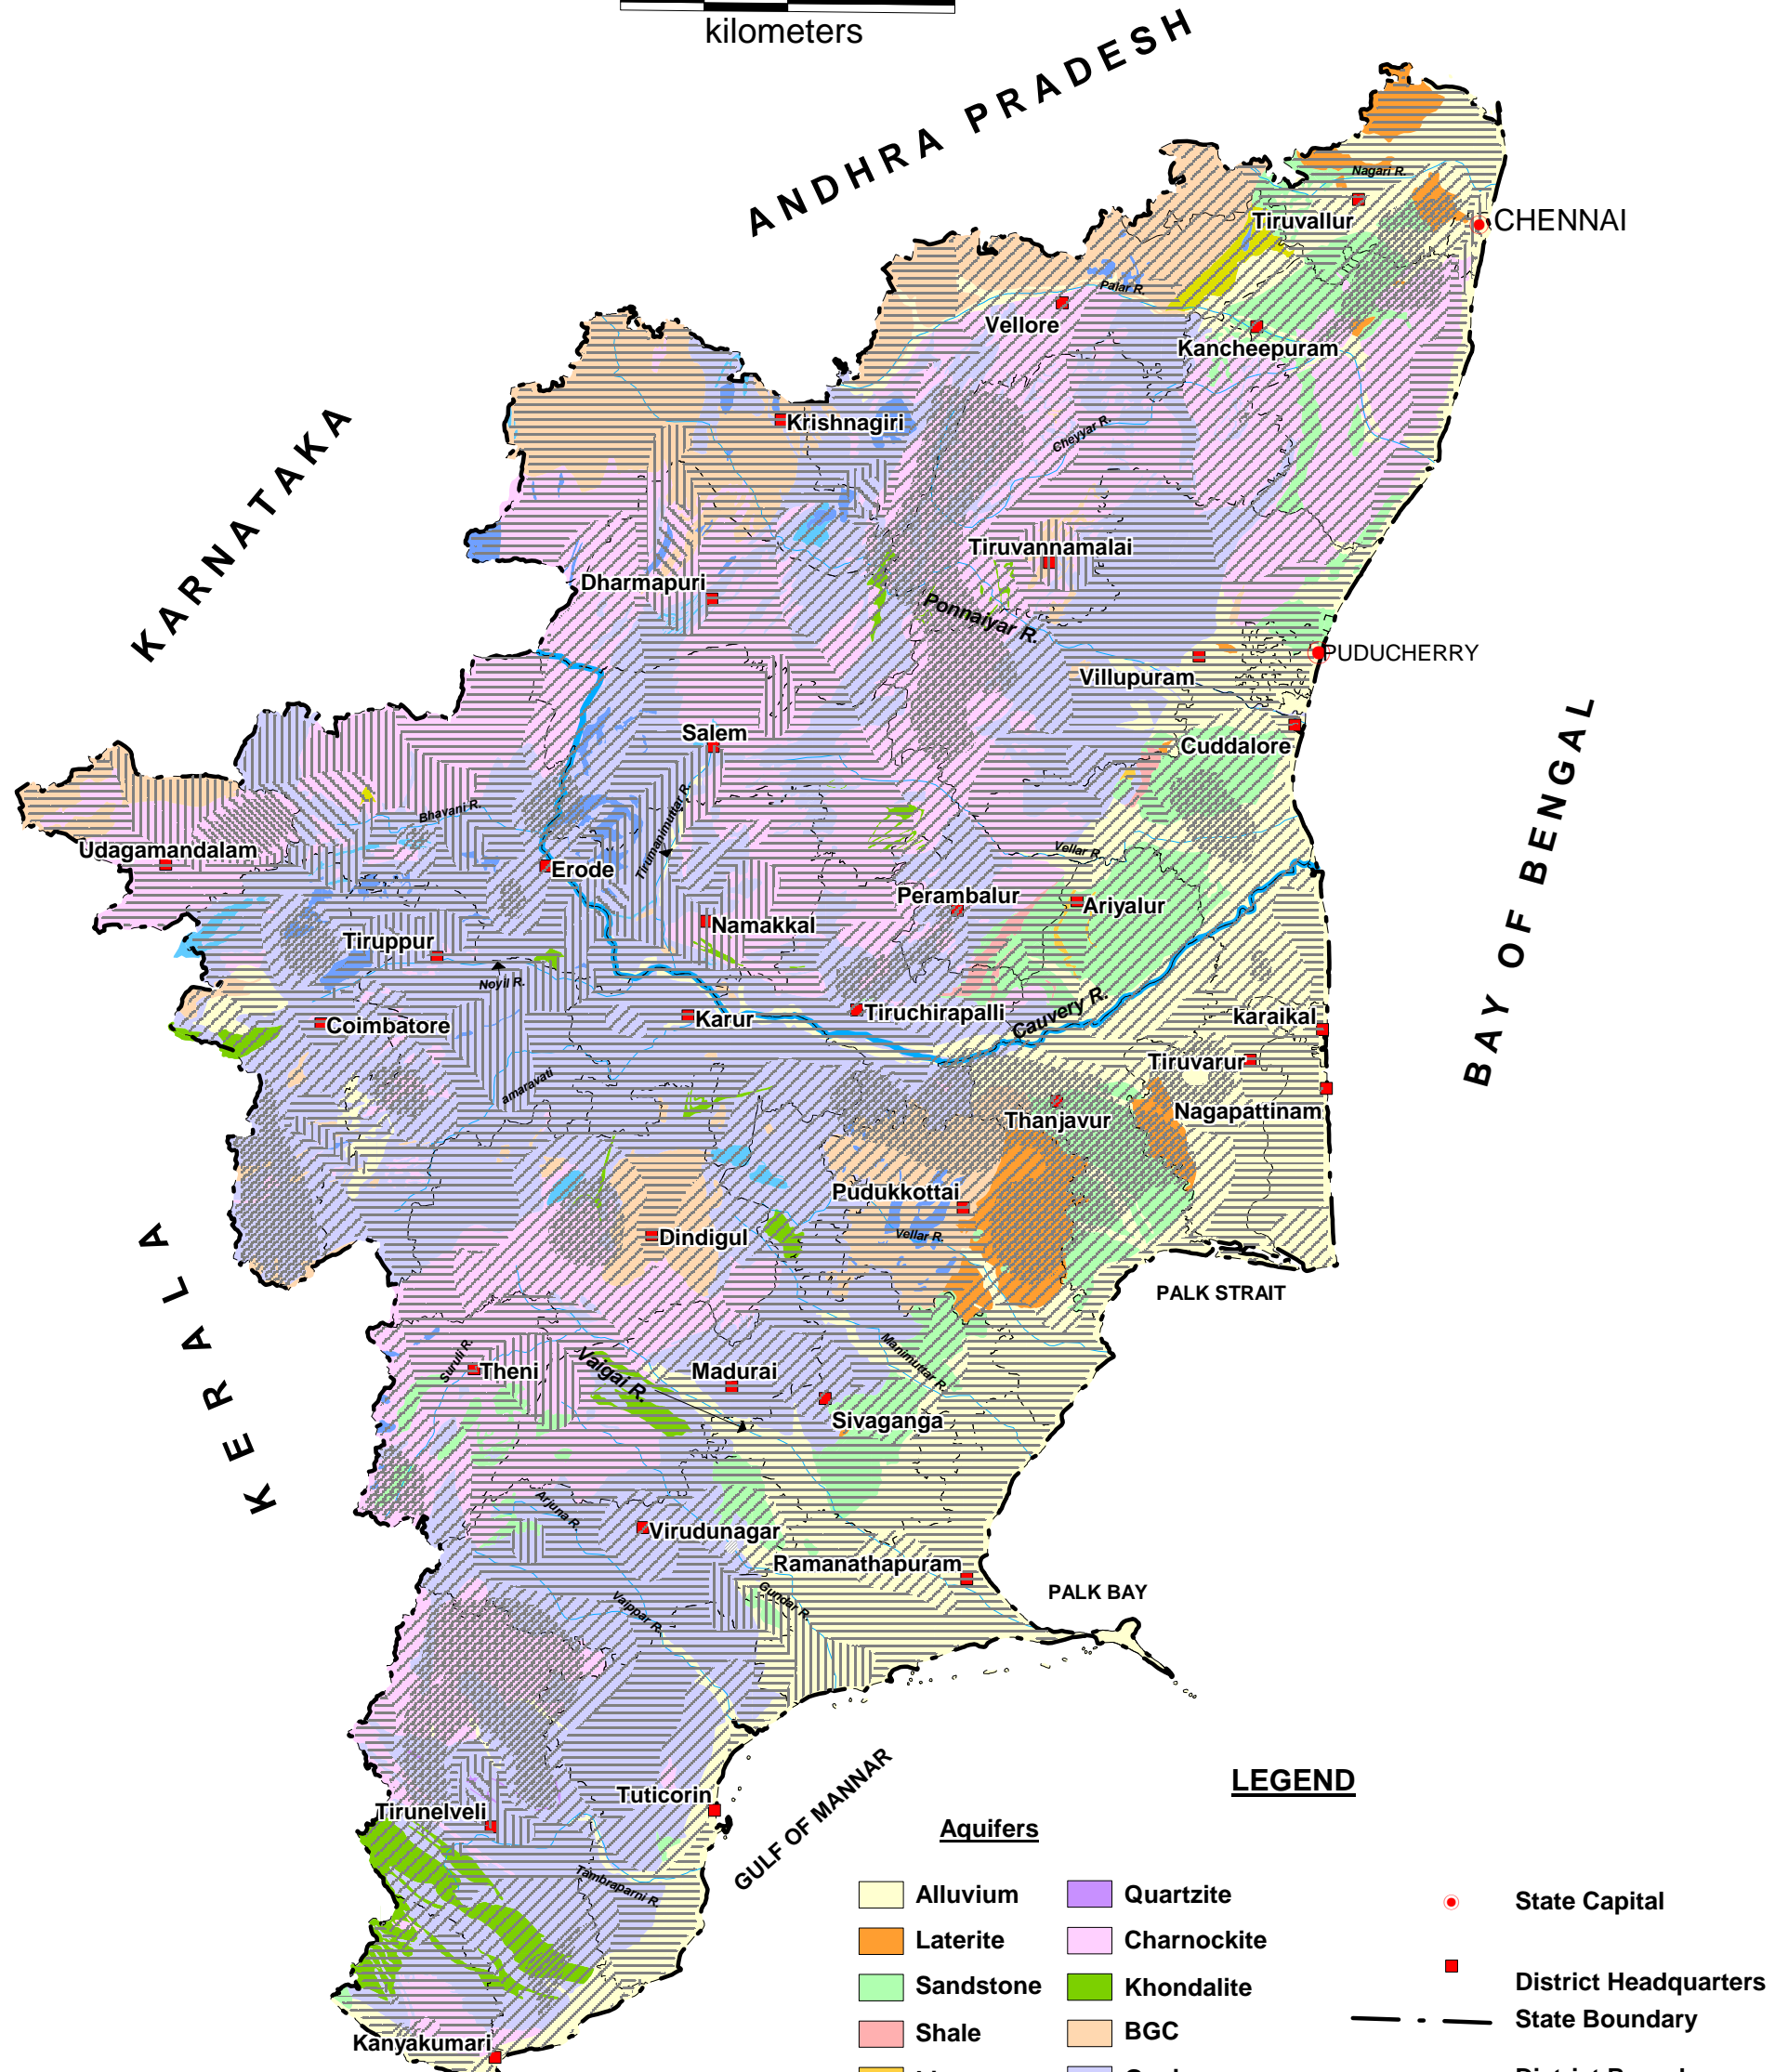 kilometers
ANDHRA PRADESH
Nagari R.
Tiruvallur
CHENNAI
Palar R.
Vellore
Kancheepuram
KARNATAKA
Krishnagiri
Cheyyar R.
Tiruvannamalai
Dharmapuri
Ponnaiyar R.
PUDUCHERRY
Villupuram
Salem
Cuddalore
BAY OF BENGAL
Bhavani R.
Tirumanimuttar R.
Udagamandalam
Erode
Vellar R.
Perambalur
Ariyalur
Namakkal
Tiruppur
Noyil R.
Tiruchirapalli
Cauvery R.
Karur
Coimbatore
karaikal
Tiruvarur
amaravati
Thanjavur
Nagapattinam
Pudukkottai
Vellar R.
Dindigul
KERALA
PALK STRAIT
Manimuttar R.
Suruli R.
Theni
Vaigai R.
Madurai
Sivaganga
Arjuna R.
Virudunagar
Ramanathapuram
Gundar R.
Vaippar R.
PALK BAY
GULF OF MANNAR
Tuticorin
Tirunelveli
Tambraparni R.
Kanyakumari
LEGEND
Aquifers
Alluvium
Quartzite
State Capital
Laterite
Charnockite
Sandstone
Khondalite
District Headquarters
Shale
BGC
State Boundary